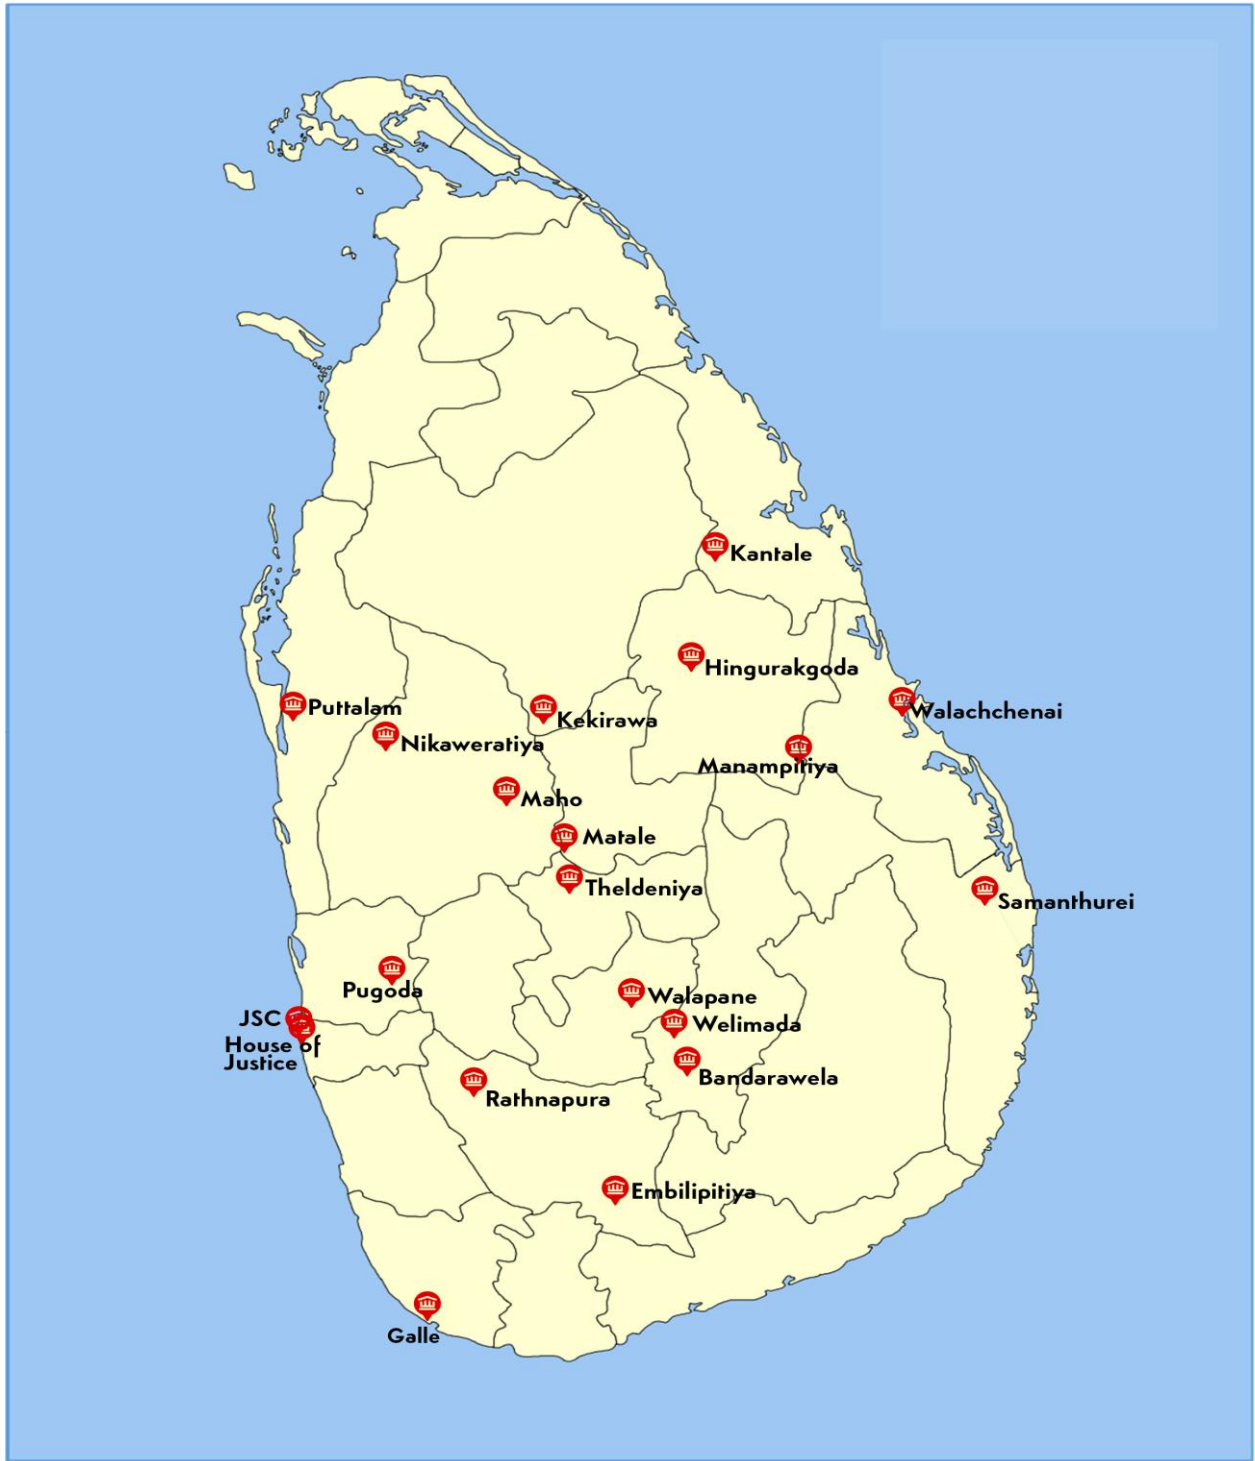 Kantale
Hingurakgoda
Walachchenai
Puttalam
Kekirawa
Nikaweratiya
Manampitiya
Maho
Matale
Theldeniya
Samanthurei
Pugoda
Walapane
JSC
Welimada
House of
Justice
Bandarawela
Rathnapura
Embilipitiya
Galle